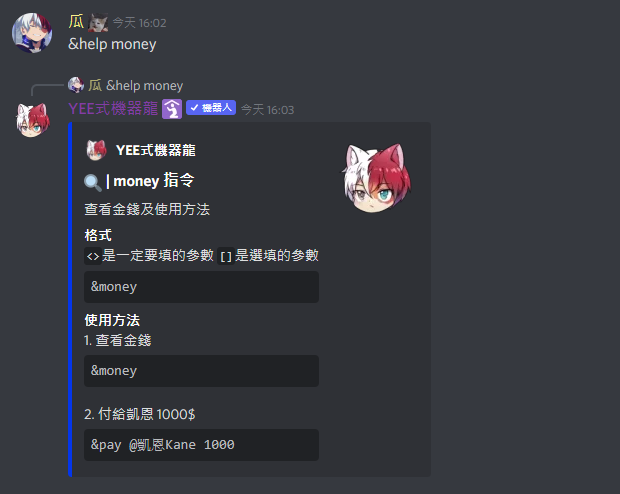 瓜 今天 16:02
&help money
瓜 &help money
YEE式機器龍 ✓ 機器人 今天 16:03
YEE式機器龍
| money 指令
查看金錢及使用方法
格式
<>是一定要填的參數 []是選填的參數
&money
使用方法
1. 查看金錢
&money
2. 付給凱恩 1000$
&pay @凱恩Kane 1000